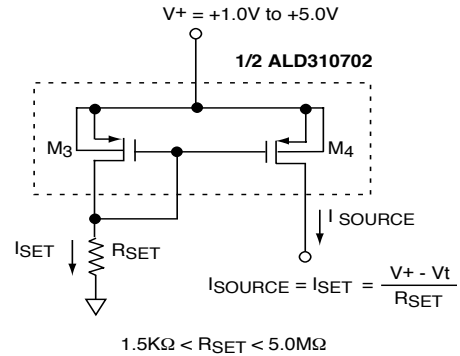 V+ = +1.0V to +5.0V
1/2 ALD310702
M3
M4
ISET
RSET
I SOURCE
ISOURCE = ISET = V+ - Vt / RSET
1.5KΩ < RSET < 5.0MΩ